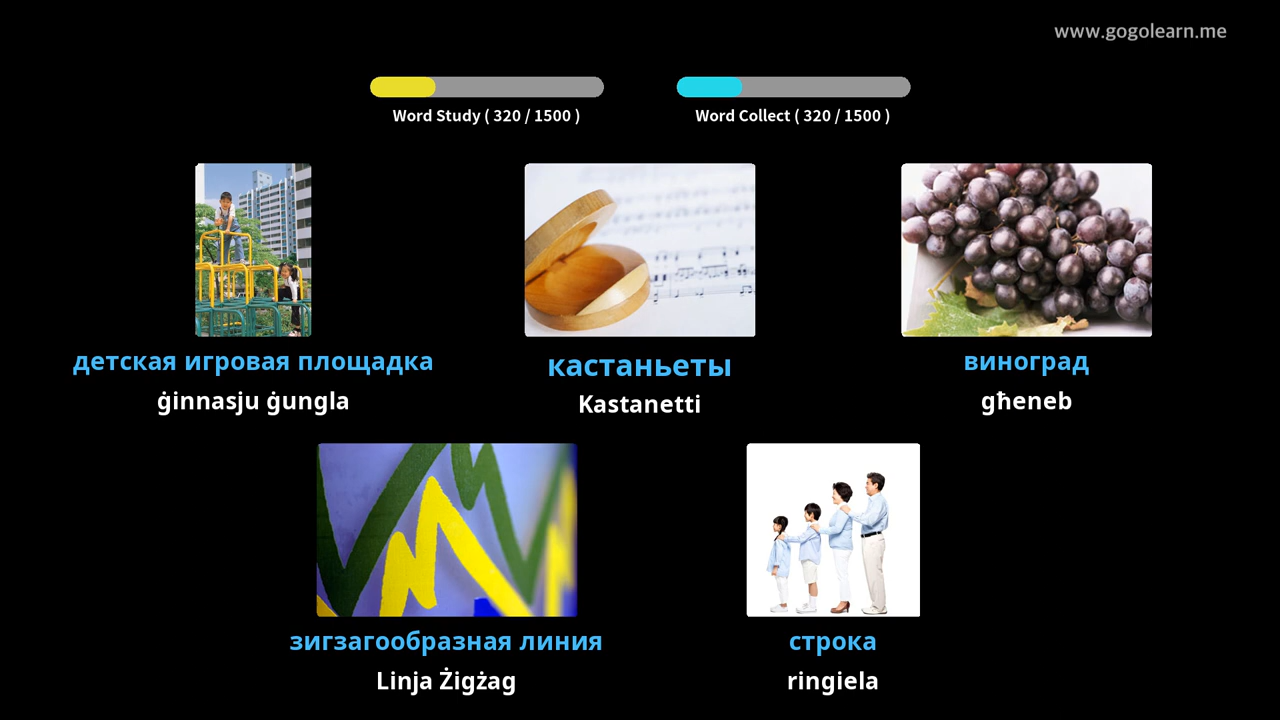 www.gogolearn.me
Word Study ( 320 / 1500 )
Word Collect ( 320 / 1500 )
детская игровая площадка
ġinnasju ġungla
кастаньеты
Kastanetti
виноград
għeneb
зигзагообразная линия
Linja Żigżag
строка
ringiela